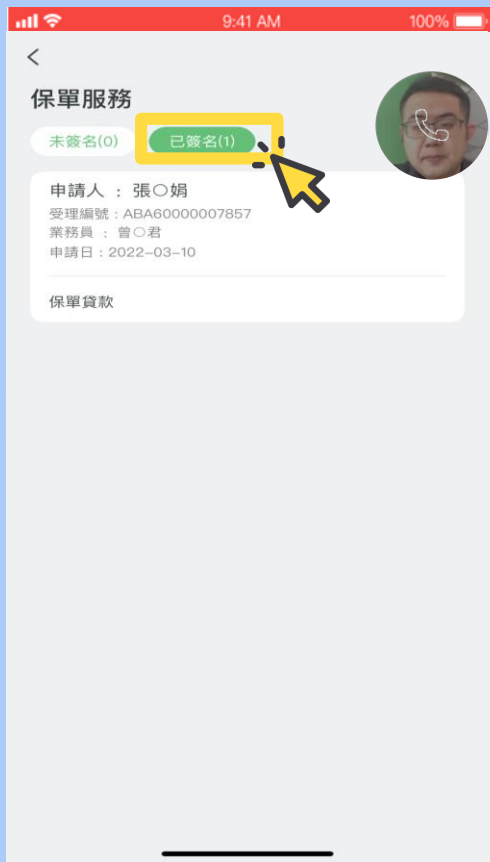 9:41 AM 100%
保單服務
未簽名(0) 已簽名(1)
申請人 : 張○娟
受理編號 : ABA60000007857
業務員 : 曾○君
申請日 : 2022-03-10
保單貸款